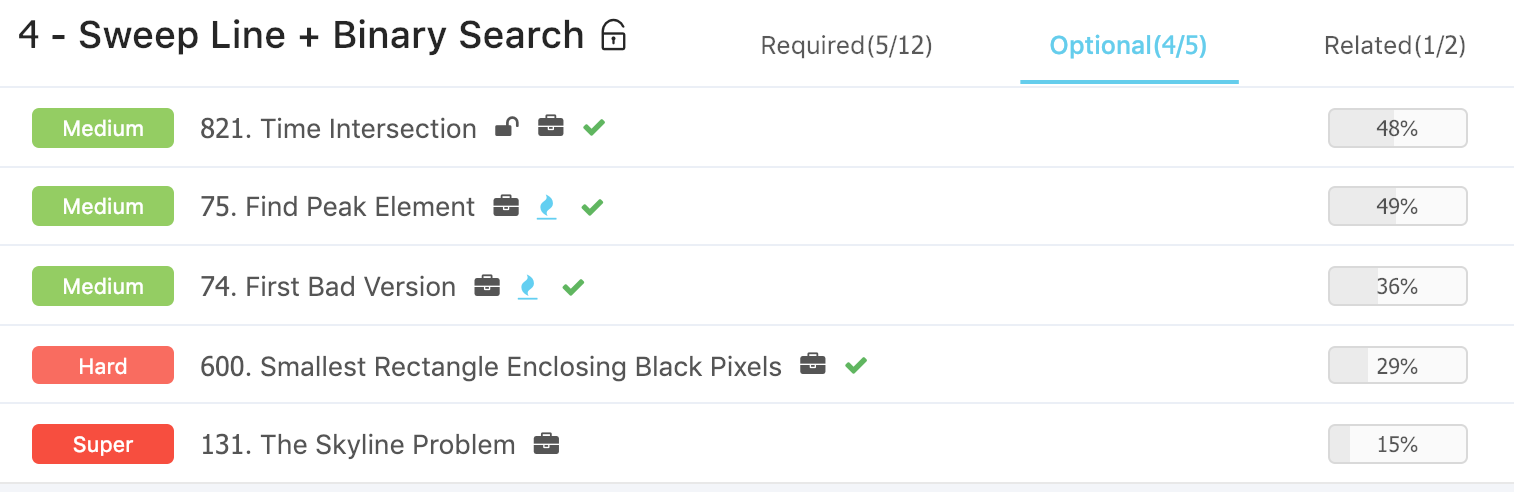 4 - Sweep Line + Binary Search Required(5/12) Optional(4/5) Related(1/2)
Medium 821. Time Intersection 48%
Medium 75. Find Peak Element 49%
Medium 74. First Bad Version 36%
Hard 600. Smallest Rectangle Enclosing Black Pixels 29%
Super 131. The Skyline Problem 15%